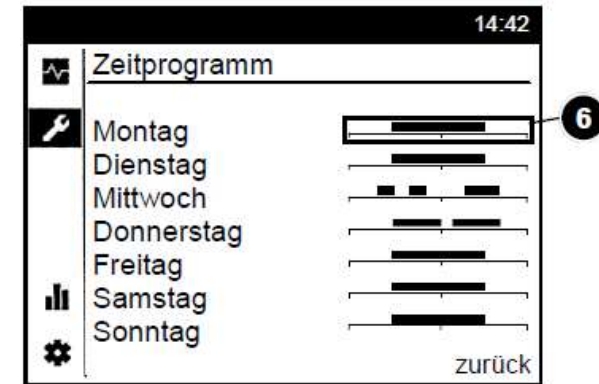 14:42
Zeitprogramm
Montag
6
Dienstag
Mittwoch
Donnerstag
Freitag
Samstag
Sonntag
zurück